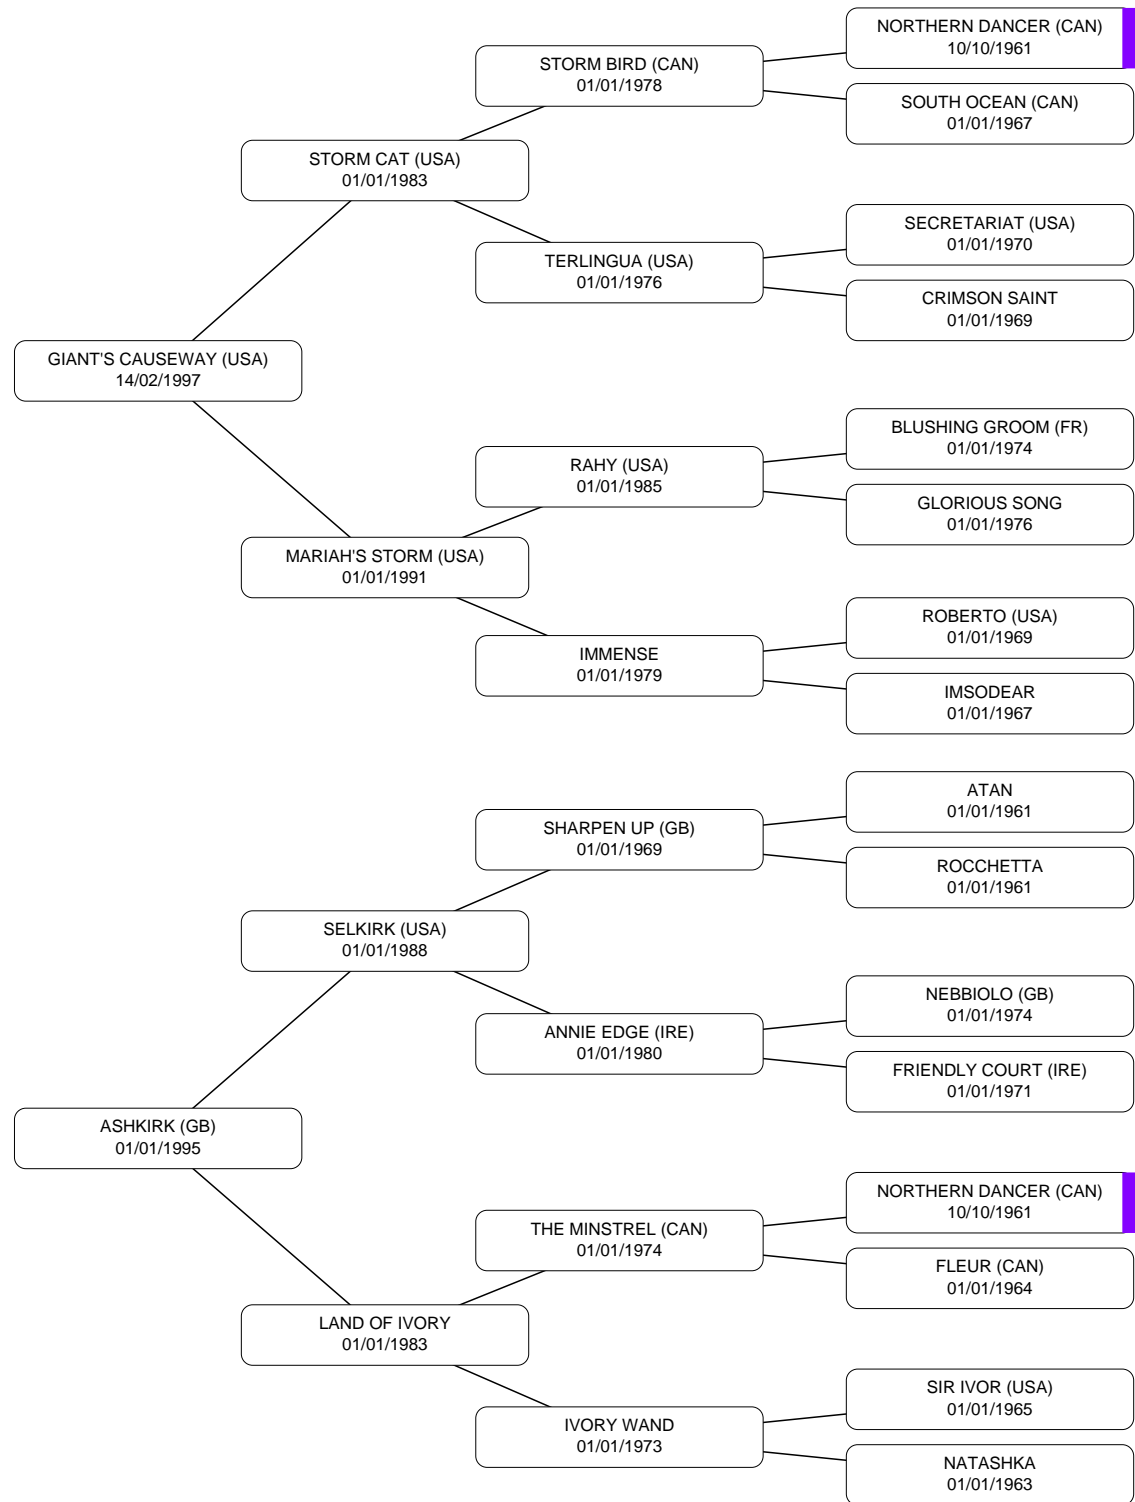 NORTHERN DANCER (CAN)
10/10/1961
STORM BIRD (CAN)
01/01/1978
SOUTH OCEAN (CAN)
01/01/1967
STORM CAT (USA)
01/01/1983
SECRETARIAT (USA)
01/01/1970
TERLINGUA (USA)
01/01/1976
CRIMSON SAINT
01/01/1969
GIANT'S CAUSEWAY (USA)
14/02/1997
BLUSHING GROOM (FR)
01/01/1974
RAHY (USA)
01/01/1985
GLORIOUS SONG
01/01/1976
MARIAH'S STORM (USA)
01/01/1991
ROBERTO (USA)
01/01/1969
IMMENSE
01/01/1979
IMSODEAR
01/01/1967
ATAN
01/01/1961
SHARPEN UP (GB)
01/01/1969
ROCCHETTA
01/01/1961
SELKIRK (USA)
01/01/1988
NEBBIOLO (GB)
01/01/1974
ANNIE EDGE (IRE)
01/01/1980
FRIENDLY COURT (IRE)
01/01/1971
ASHKIRK (GB)
01/01/1995
NORTHERN DANCER (CAN)
10/10/1961
THE MINSTREL (CAN)
01/01/1974
FLEUR (CAN)
01/01/1964
LAND OF IVORY
01/01/1983
SIR IVOR (USA)
01/01/1965
IVORY WAND
01/01/1973
NATASHKA
01/01/1963